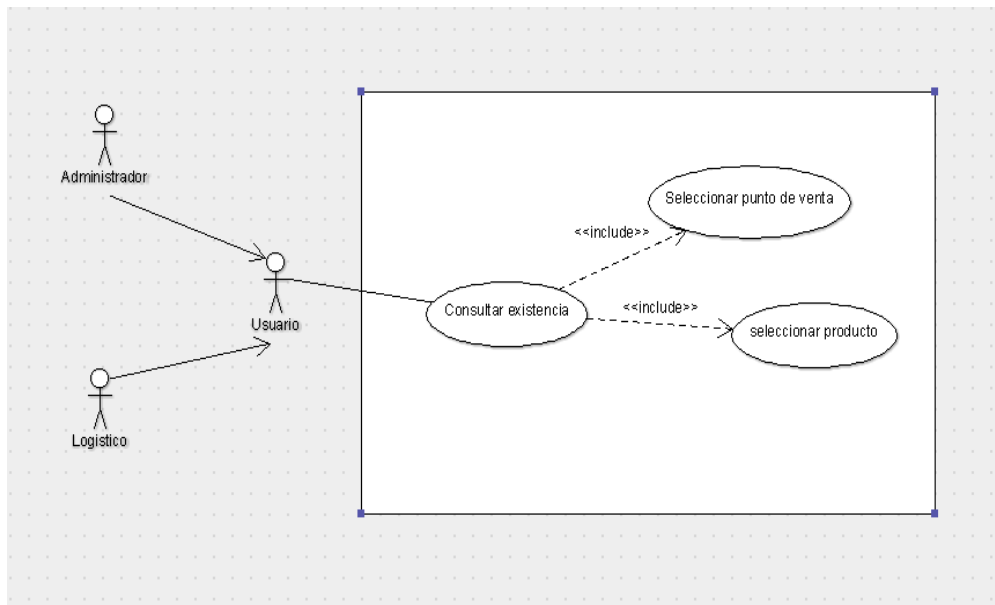 Administrador
Seleccionar punto de venta
<<include>>
Usuario
Consultar existencia
<<include>>
seleccionar producto
Logistico